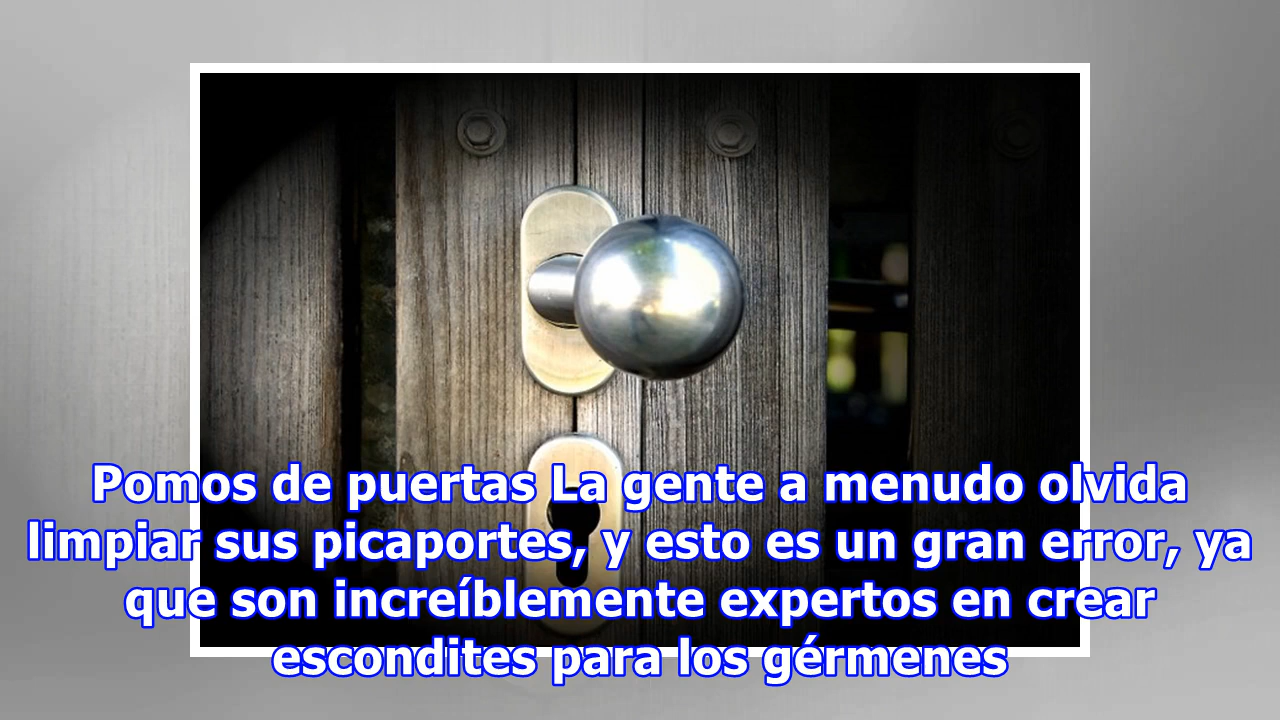 Pomos de puertas La gente a menudo olvida
limpiar sus picaportes, y esto es un gran error, ya
que son increíblemente expertos en crear
escondites para los gérmenes